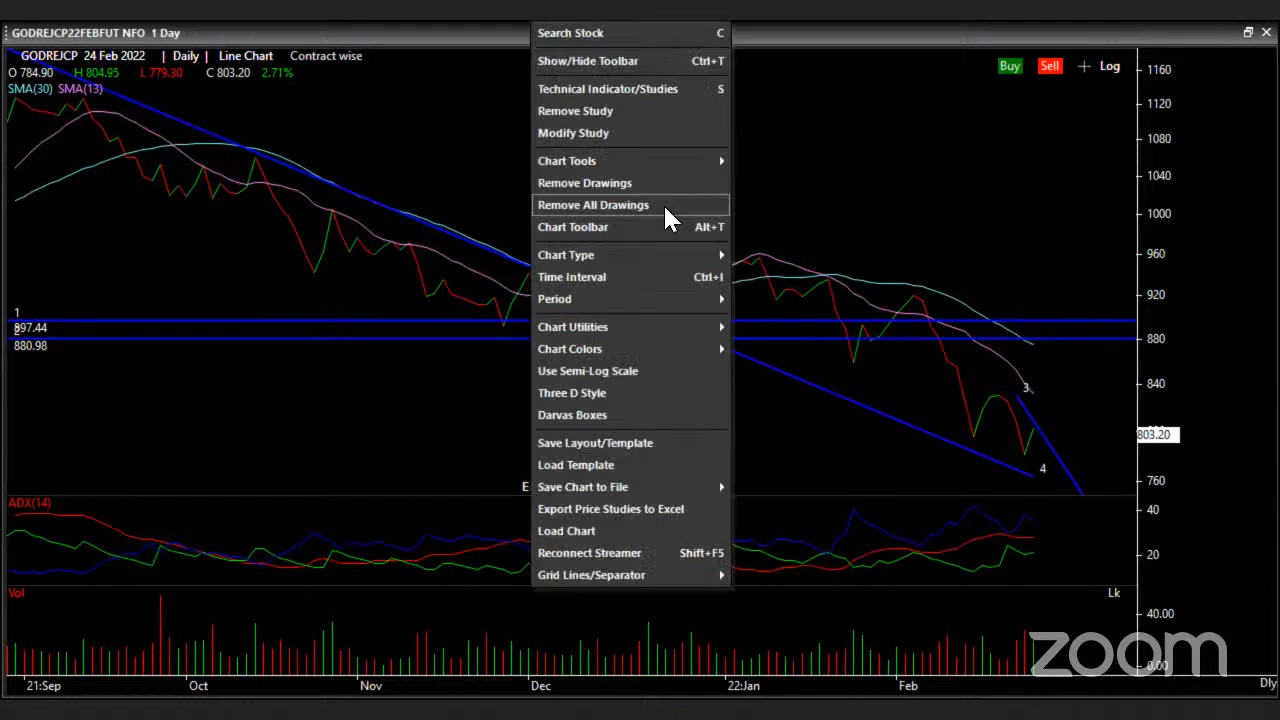 GODREJCP22FEBFUT NFO 1 Day
GODREJCP 24 Feb 2022 | Daily | Line Chart Contract wise
O 784.90 H 804.95 L 779.30 C 803.20 2.71%
SMA(30) SMA(13)
Buy Sell Log
Search Stock C
Show/Hide Toolbar Ctrl+T
Technical Indicator/Studies S
Remove Study
Modify Study
Chart Tools
Remove Drawings
Remove All Drawings
Chart Toolbar Alt+T
Chart Type
Time Interval Ctrl+I
Period
Chart Utilities
Chart Colors
Use Semi-Log Scale
Three D Style
Darvas Boxes
Save Layout/Template
Load Template
Save Chart to File
Export Price Studies to Excel
Load Chart
Reconnect Streamer Shift+F5
Grid Lines/Separator
1
897.44
880.98
3
4
1160
1120
1080
1040
1000
960
920
880
840
803.20
760
E
ADX(14)
40
20
Vol
Lk
40.00
0.00
zoom
21:Sep Oct Nov Dec 22:Jan Feb Dly